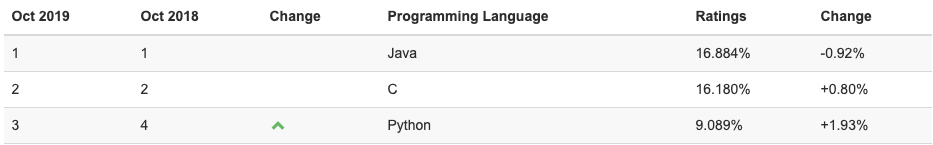 Oct 2019 Oct 2018 Change Programming Language Ratings Change
1 1 Java 16.884% -0.92%
2 2 C 16.180% +0.80%
3 4 Python 9.089% +1.93%